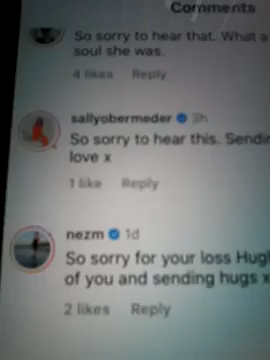 Comments
So sorry to hear that. What a
soul she was.
4 likes Reply
sallyobermeder 3h
So sorry to hear this. Sendi
love x
1 like Reply
nezm 1d
So sorry for your loss Hug
of you and sending hugs x
2 likes Reply